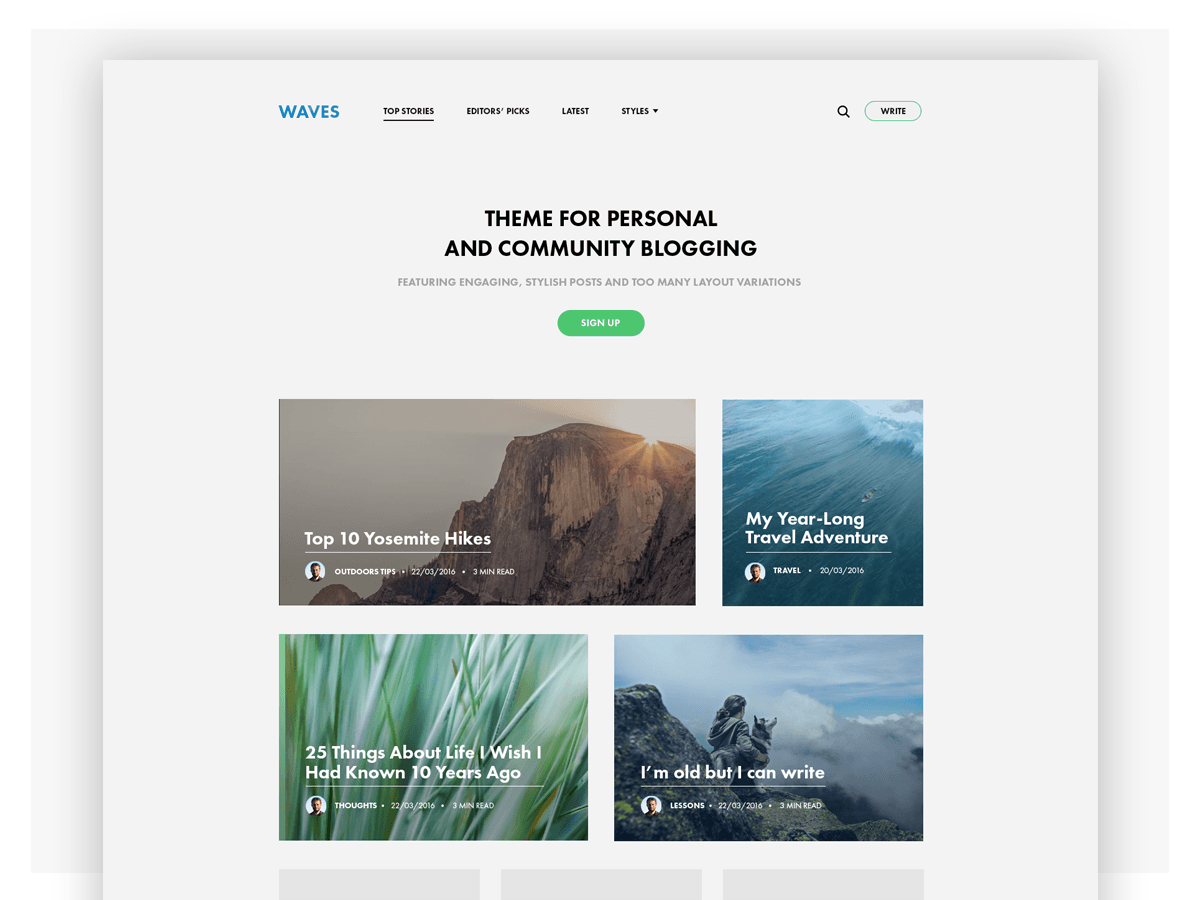 WAVES
TOP STORIES
EDITORS' PICKS
LATEST
STYLES
WRITE
THEME FOR PERSONAL
AND COMMUNITY BLOGGING
FEATURING ENGAGING, STYLISH POSTS AND TOO MANY LAYOUT VARIATIONS
SIGN UP
Top 10 Yosemite Hikes
OUTDOORS TIPS • 22/03/2016 • 3 MIN READ
My Year-Long
Travel Adventure
TRAVEL • 20/03/2016
25 Things About Life I Wish I
Had Known 10 Years Ago
THOUGHTS • 22/03/2016 • 3 MIN READ
I'm old but I can write
LESSONS • 22/03/2016 • 3 MIN READ